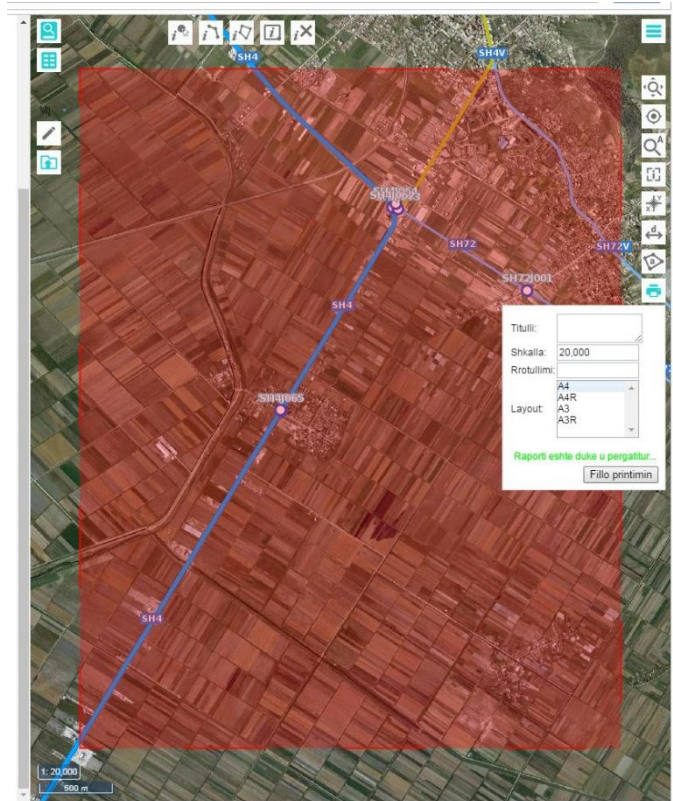 SH4
SH4V
SH72
SH72V
SH72J001
SH4
SH4J065
Titulli:
Shkalla: 20,000
Rrotullimi:
Layout:
A4
A4R
A3
A3R
Raporti eshte duke u pergatitur...
Fillo printimin
SH4
1: 20,000
500 m